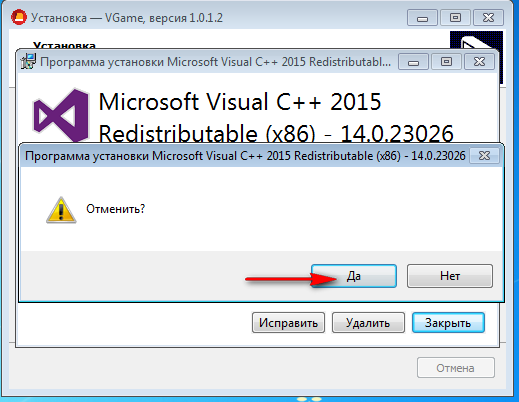 Установка — VGame, версия 1.0.1.2
Установка
Программа установки Microsoft Visual C++ 2015 Redistributabl...
Microsoft Visual C++ 2015
Redistributable (x86) - 14.0.23026
Программа установки Microsoft Visual C++ 2015 Redistributable (x86) - 14.0.23026
Отменить?
Да
Нет
Исправить
Удалить
Закрыть
Отмена